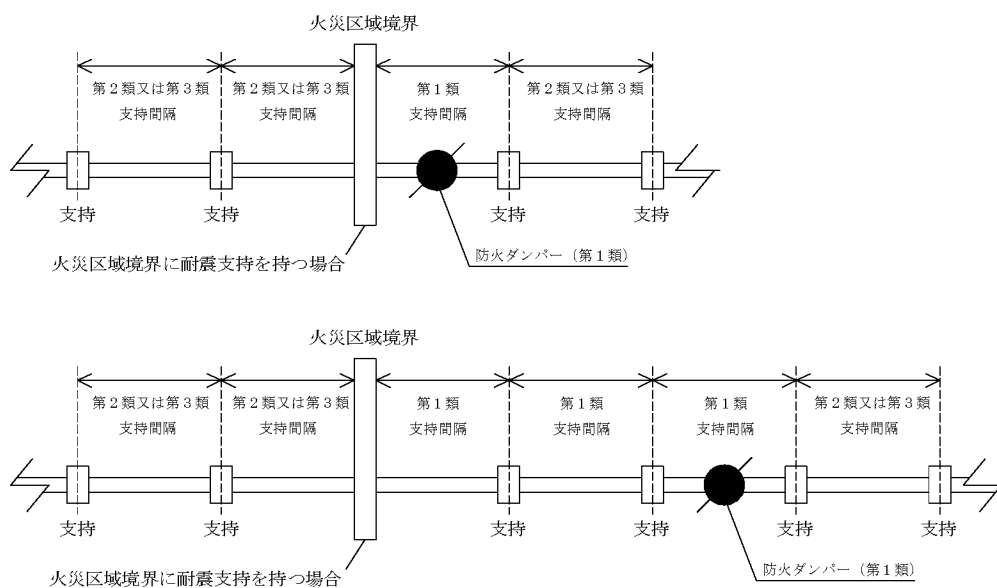 火災区域境界
第2類又は第3類
支持間隔
第2類又は第3類
支持間隔
第1類
支持間隔
第2類又は第3類
支持間隔
支持
支持
支持
支持
火災区域境界に耐震支持を持つ場合
防火ダンパー（第1類）
火災区域境界
第2類又は第3類
支持間隔
第2類又は第3類
支持間隔
第1類
支持間隔
第1類
支持間隔
第1類
支持間隔
第2類又は第3類
支持間隔
支持
支持
支持
支持
支持
支持
火災区域境界に耐震支持を持つ場合
防火ダンパー（第1類）